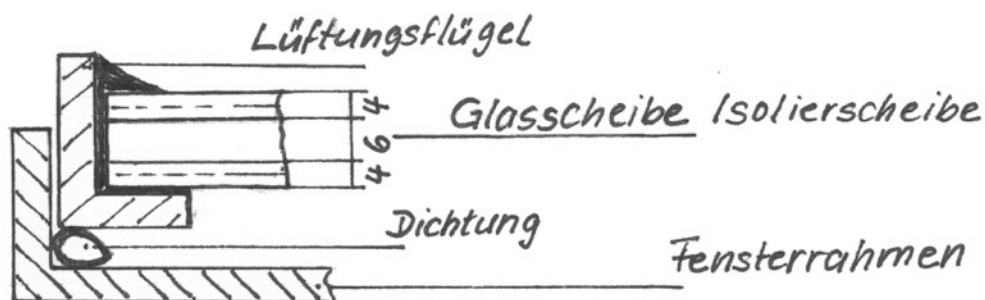 Lüftungsflügel
4
Glasscheibe Isolierscheibe
6
4
Dichtung
Fensterrahmen